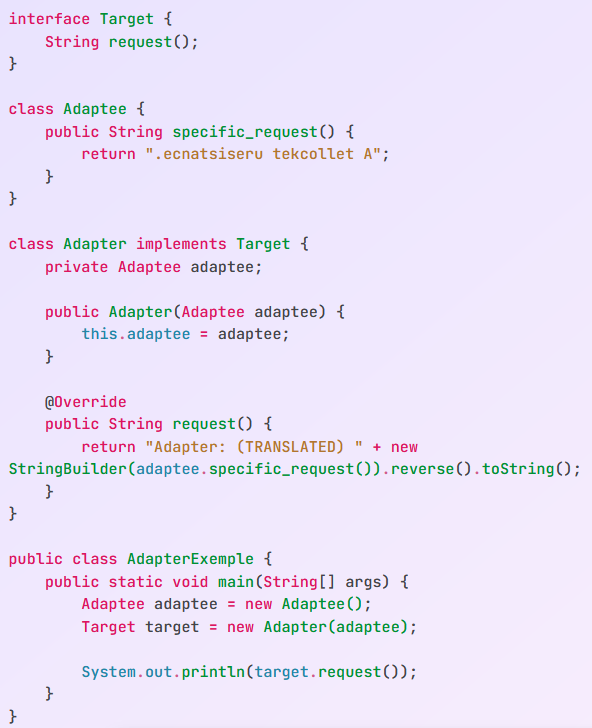 interface Target {
    String request();
}

class Adaptee {
    public String specific_request() {
        return ".ecnatsiseru tekcollet A";
    }
}

class Adapter implements Target {
    private Adaptee adaptee;

    public Adapter(Adaptee adaptee) {
        this.adaptee = adaptee;
    }

    @Override
    public String request() {
        return "Adapter: (TRANSLATED) " + new
StringBuilder(adaptee.specific_request()).reverse().toString();
    }
}

public class AdapterExemple {
    public static void main(String[] args) {
        Adaptee adaptee = new Adaptee();
        Target target = new Adapter(adaptee);

        System.out.println(target.request());
    }
}